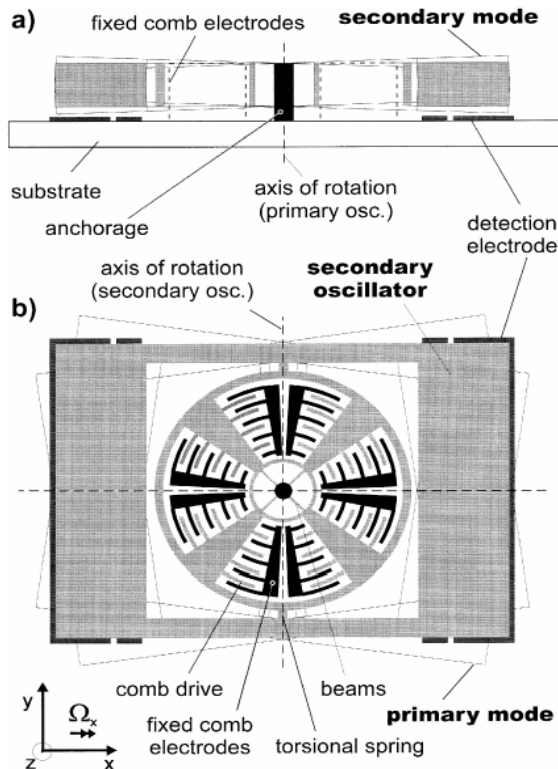 a)
fixed comb
electrodes
secondary mode
substrate
anchorage
axis of rotation
(primary osc.)
detection
electrode
axis of rotation
(secondary osc.)
secondary
oscillator
b)
comb drive
fixed comb
electrodes
beams
torsional spring
primary mode
y
Ωx
z
x